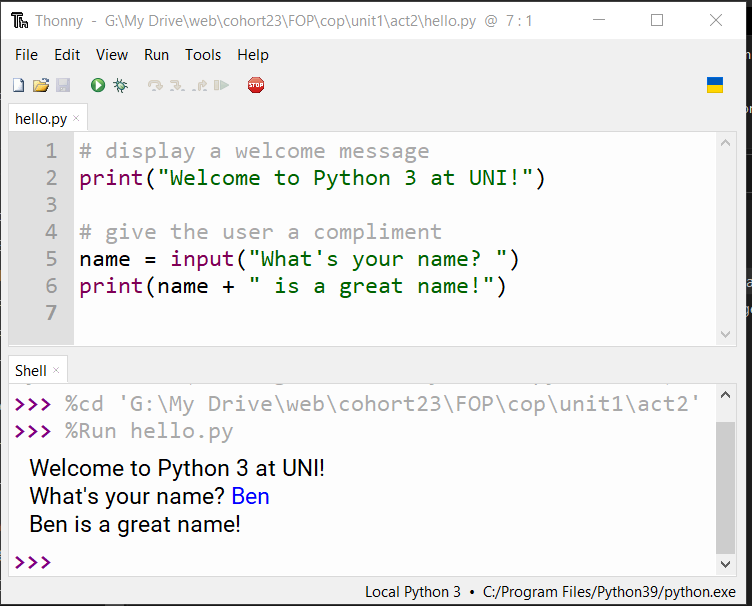 Thonny - G:\My Drive\web\cohort23\FOP\cop\unit1\act2\hello.py @ 7 : 1
File Edit View Run Tools Help
STOP
hello.py ×
1 # display a welcome message
2 print("Welcome to Python 3 at UNI!")
3
4 # give the user a compliment
5 name = input("What's your name? ")
6 print(name + " is a great name!")
7
Shell ×
>>> %cd 'G:\My Drive\web\cohort23\FOP\cop\unit1\act2'
>>> %Run hello.py
Welcome to Python 3 at UNI!
What's your name? Ben
Ben is a great name!
>>>
Local Python 3 • C:/Program Files/Python39/python.exe